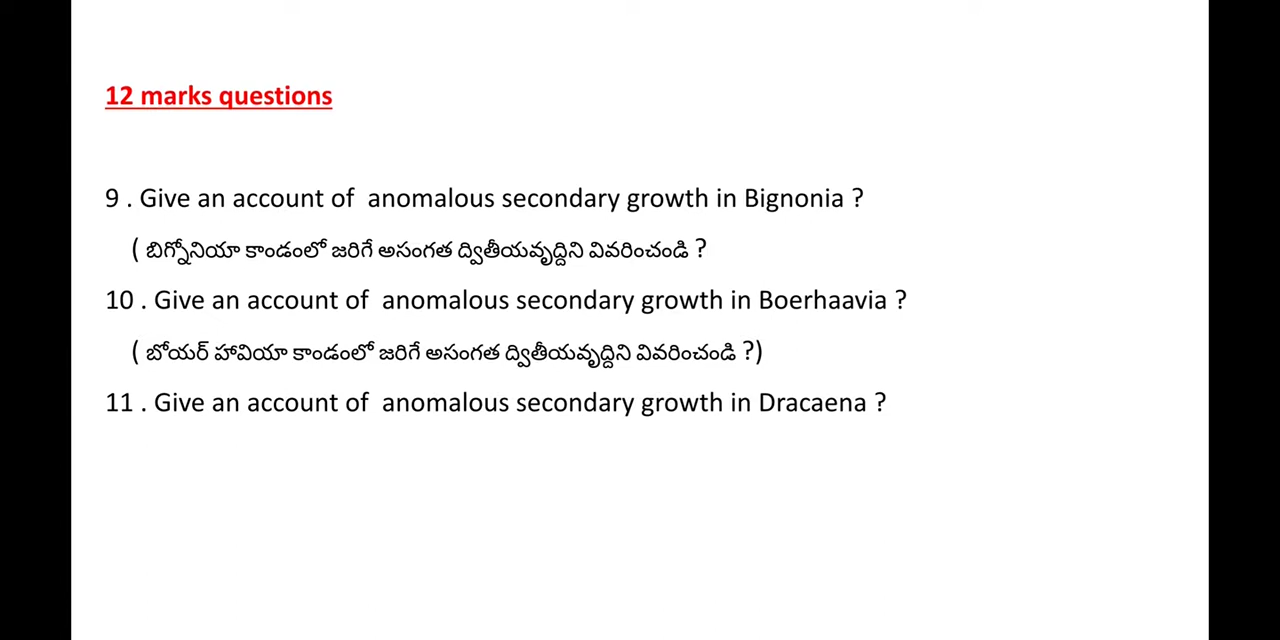 12 marks questions
9 . Give an account of  anomalous secondary growth in Bignonia ?
( బిగ్నోనియా కాండంలో జరిగే అసంగత ద్వితీయవృద్దిని వివరించండి ?
10 . Give an account of  anomalous secondary growth in Boerhaavia ?
( బోయర్ హావియా కాండంలో జరిగే అసంగత ద్వితీయవృద్దిని వివరించండి ?)
11 . Give an account of  anomalous secondary growth in Dracaena ?